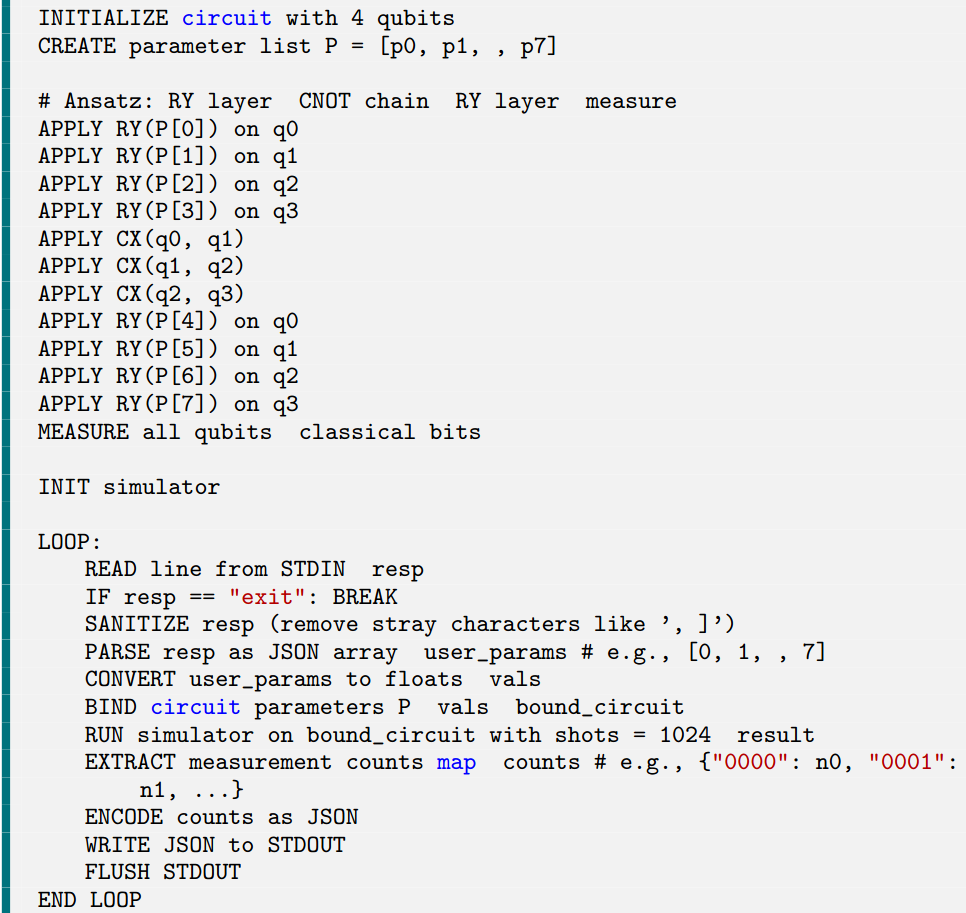 INITIALIZE circuit with 4 qubits
CREATE parameter list P = [p0, p1, , p7]
# Ansatz: RY layer  CNOT chain  RY layer  measure
APPLY RY(P[0]) on q0
APPLY RY(P[1]) on q1
APPLY RY(P[2]) on q2
APPLY RY(P[3]) on q3
APPLY CX(q0, q1)
APPLY CX(q1, q2)
APPLY CX(q2, q3)
APPLY RY(P[4]) on q0
APPLY RY(P[5]) on q1
APPLY RY(P[6]) on q2
APPLY RY(P[7]) on q3
MEASURE all qubits  classical bits
INIT simulator
LOOP:
READ line from STDIN  resp
IF resp == "exit": BREAK
SANITIZE resp (remove stray characters like ’, ]’)
PARSE resp as JSON array  user_params # e.g., [0, 1, , 7]
CONVERT user_params to floats  vals
BIND circuit parameters P  vals  bound_circuit
RUN simulator on bound_circuit with shots = 1024  result
EXTRACT measurement counts map  counts # e.g., {"0000": n0, "0001":
n1, ...}
ENCODE counts as JSON
WRITE JSON to STDOUT
FLUSH STDOUT
END LOOP